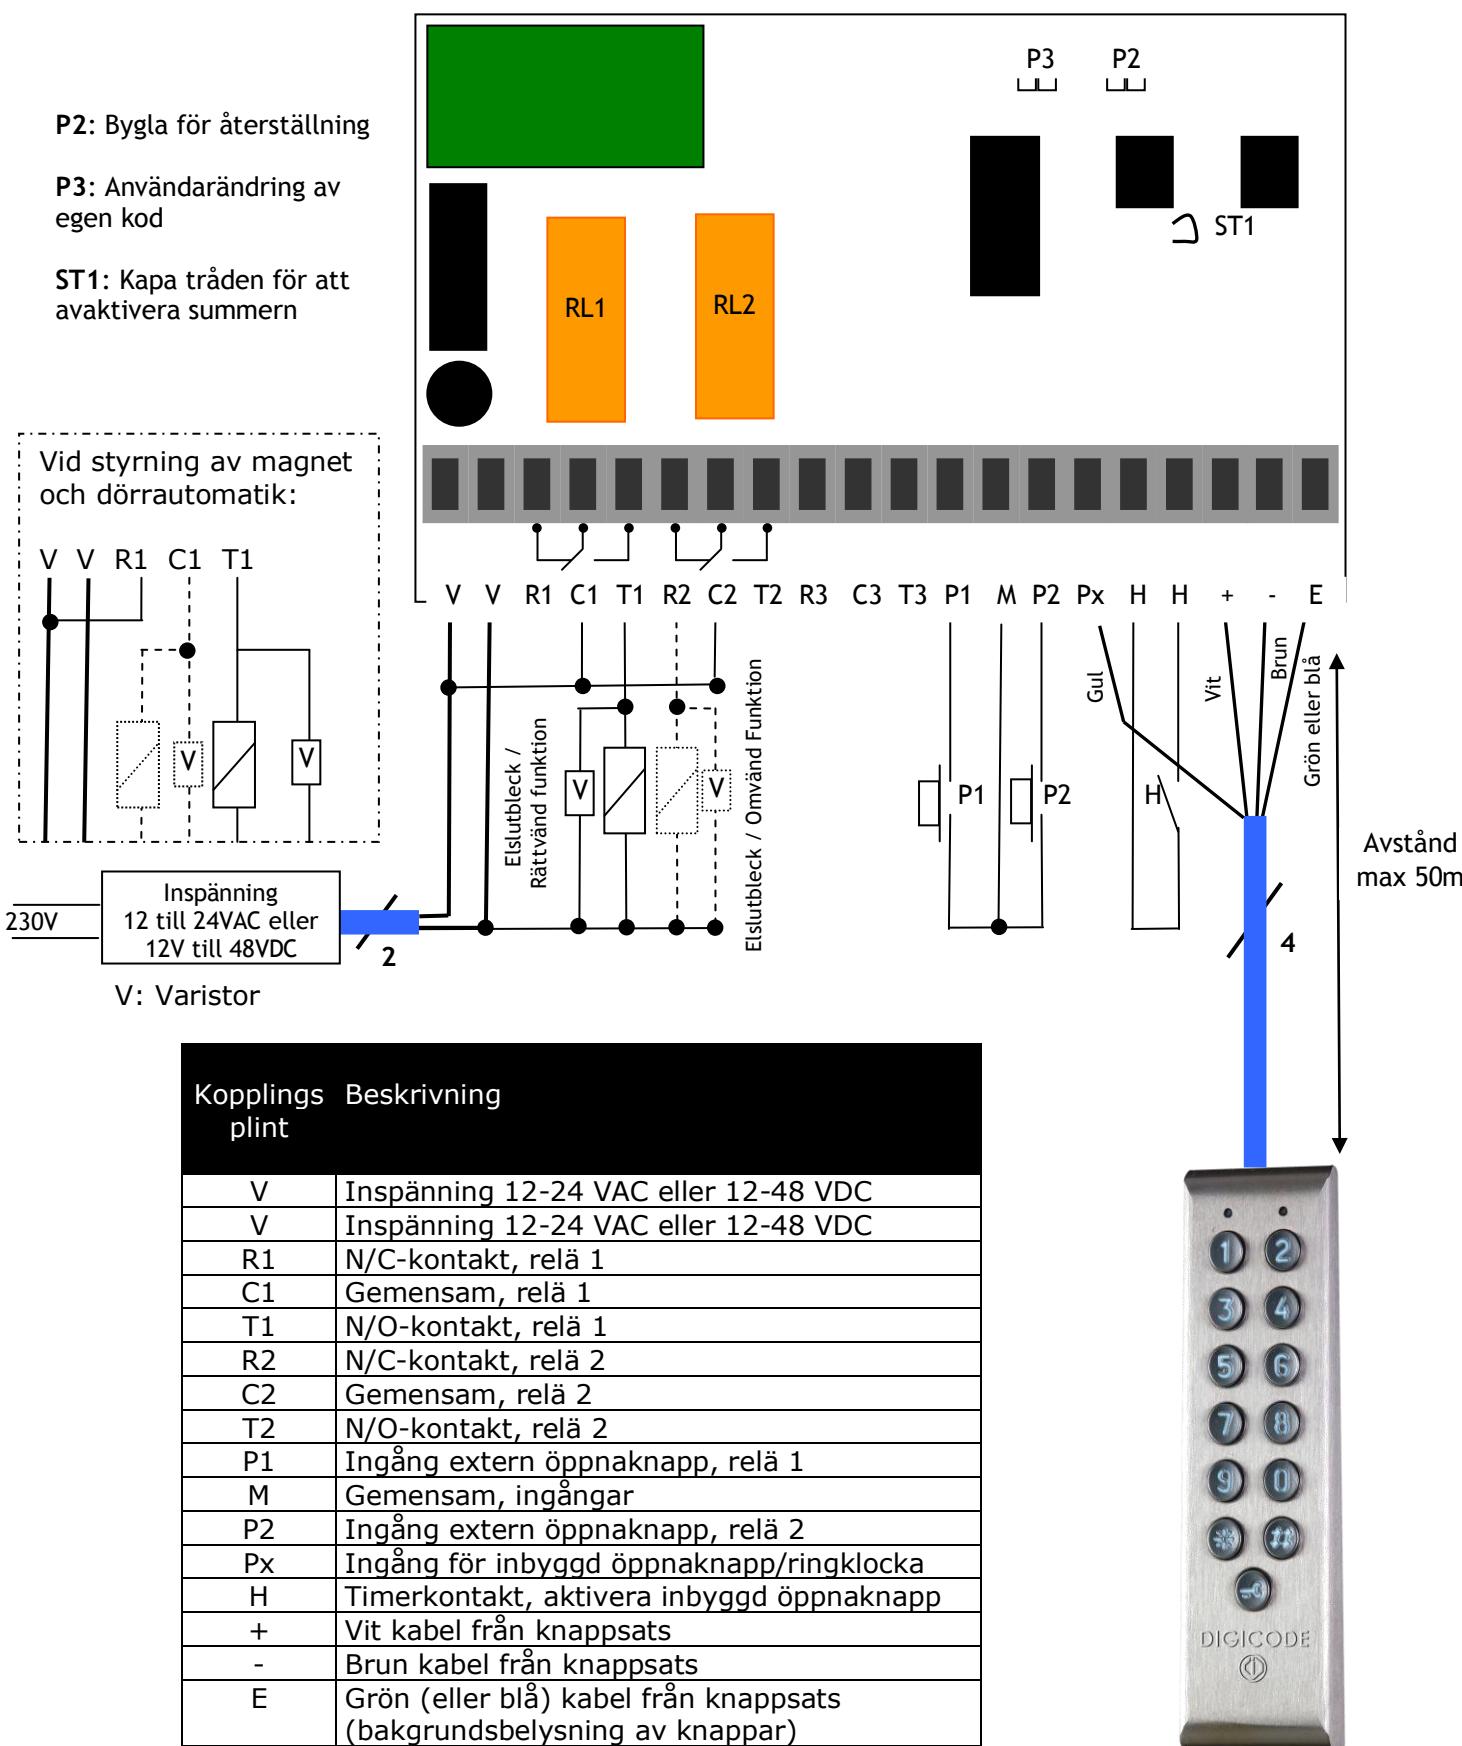 P3 P2
P2: Bygla för återställning
P3: Användarändring av
egen kod
ST1: Kapa tråden för att
avaktivera summern
ST1
RL1 RL2
Vid styrning av magnet
och dörrautomatik:
V V R1 C1 T1
V V
V V R1 C1 T1 R2 C2 T2 R3 C3 T3 P1 M P2 Px H H + - E
Elslutbleck /
Rättvänd funktion
V V
Elslutbleck / Omvänd Funktion
P1 P2 H
Gul
Vit
Brun
Grön eller blå
Avstånd
max 50m
230V
Inspänning
12 till 24VAC eller
12V till 48VDC
2
4
V: Varistor
Kopplings Beskrivning
plint
V Inspänning 12-24 VAC eller 12-48 VDC
V Inspänning 12-24 VAC eller 12-48 VDC
R1 N/C-kontakt, relä 1
C1 Gemensam, relä 1
T1 N/O-kontakt, relä 1
R2 N/C-kontakt, relä 2
C2 Gemensam, relä 2
T2 N/O-kontakt, relä 2
P1 Ingång extern öppnaknapp, relä 1
M Gemensam, ingångar
P2 Ingång extern öppnaknapp, relä 2
Px Ingång för inbyggd öppnaknapp/ringklocka
H Timerkontakt, aktivera inbyggd öppnaknapp
+ Vit kabel från knappsats
- Brun kabel från knappsats
E Grön (eller blå) kabel från knappsats
(bakgrundsbelysning av knappar)
1 2
3 4
5 6
7 8
9 0
* #
DIGICODE